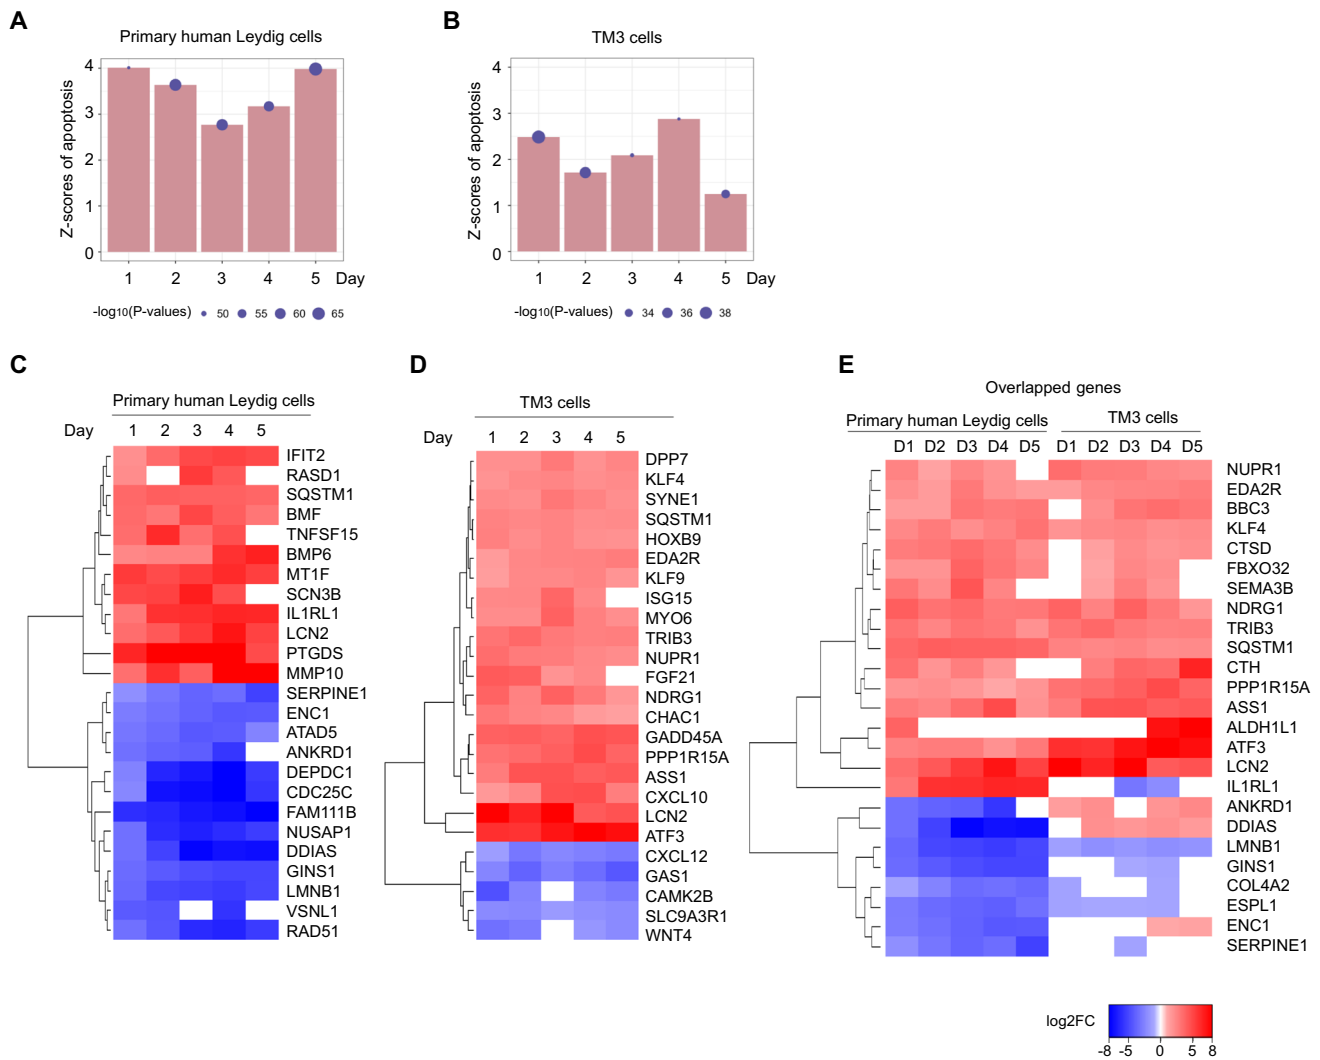 A
Primary human Leydig cells
Z-scores of apoptosis
4
3
2
1
0
1 2 3 4 5 Day
-log10(P-values) 50 55 60 65
B
TM3 cells
Z-scores of apoptosis
4
3
2
1
0
1 2 3 4 5 Day
-log10(P-values) 34 36 38
C
Primary human Leydig cells
Day 1 2 3 4 5
IFIT2
RASD1
SQSTM1
BMF
TNFSF15
BMP6
MT1F
SCN3B
IL1RL1
LCN2
PTGDS
MMP10
SERPINE1
ENC1
ATAD5
ANKRD1
DEPDC1
CDC25C
FAM111B
NUSAP1
DDIAS
GINS1
LMNB1
VSNL1
RAD51
D
TM3 cells
Day 1 2 3 4 5
DPP7
KLF4
SYNE1
SQSTM1
HOXB9
EDA2R
KLF9
ISG15
MYO6
TRIB3
NUPR1
FGF21
NDRG1
CHAC1
GADD45A
PPP1R15A
ASS1
CXCL10
LCN2
ATF3
CXCL12
GAS1
CAMK2B
SLC9A3R1
WNT4
E
Overlapped genes
Primary human Leydig cells TM3 cells
D1 D2 D3 D4 D5 D1 D2 D3 D4 D5
NUPR1
EDA2R
BBC3
KLF4
CTSD
FBXO32
SEMA3B
NDRG1
TRIB3
SQSTM1
CTH
PPP1R15A
ASS1
ALDH1L1
ATF3
LCN2
IL1RL1
ANKRD1
DDIAS
LMNB1
GINS1
COL4A2
ESPL1
ENC1
SERPINE1
log2FC
-8 -5 0 5 8